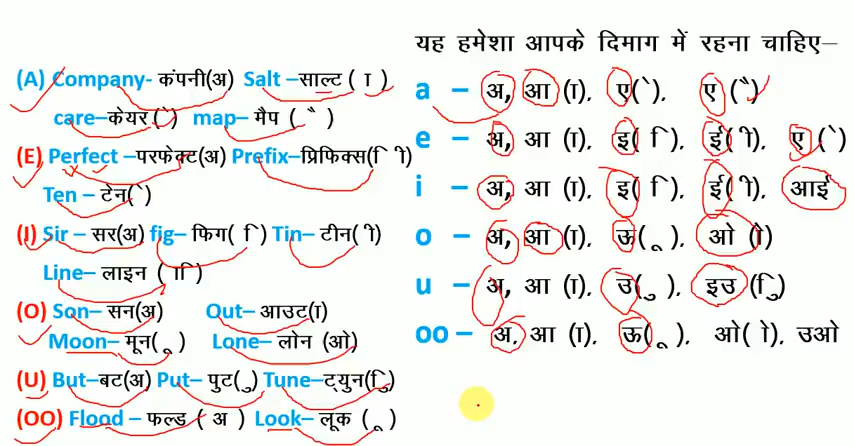 (A) Company- कंपनी(अ) Salt –साल्ट ( ा )
care–केयर(े) map– मैप ( ै )
(E) Perfect –परफेक्ट(अ) Prefix–प्रिफिक्स(ि ी)
Ten – टेन(े)
(I) Sir – सर(अ) fig– फिग( ि ) Tin– टीन( ी)
Line– लाइन ( ा ि )
(O) Son– सन(अ) Out– आउट(ा)
Moon– मून(ू ) Lone– लोन (ओ)
(U) But–बट(अ) Put– पुट(ु) Tune–ट्युन(िु)
(OO) Flood – फल्ड ( अ ) Look– लूक ( ू )
यह हमेशा आपके दिमाग में रहना चाहिए–
a – अ, आ (ा). ए(े). ए (ै)
e – अ, आ (ा). इ( ि ). ई( ी). ए (े)
i – अ, आ (ा). इ( ि ). ई( ी). आई
o – अ, आ (ा). ऊ(ू ). ओ (ो)
u – अ, आ (ा). उ(ु ). इउ (िु)
oo– अ, आ (ा). ऊ(ू ). ओ( ो). उओ